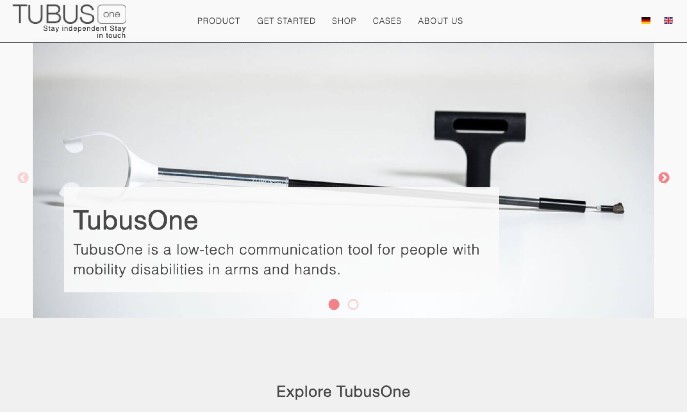 TUBUS one
Stay independent Stay
in touch
PRODUCT GET STARTED SHOP CASES ABOUT US
TubusOne
TubusOne is a low-tech communication tool for people with
mobility disabilities in arms and hands.
Explore TubusOne